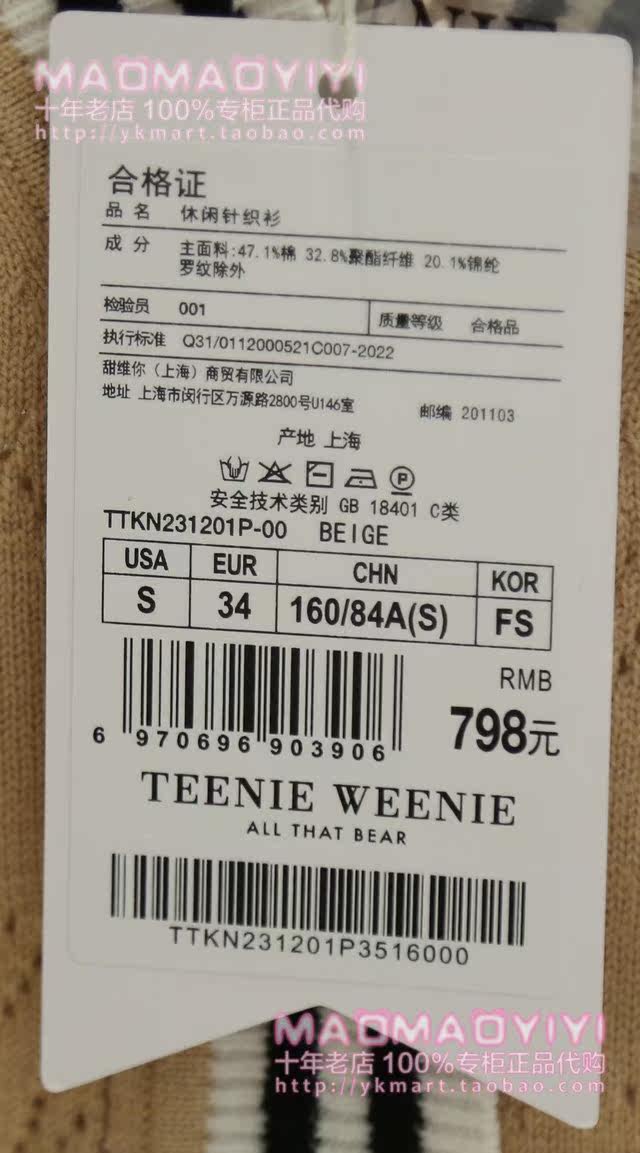 MAOMAOYIYI
十年老店 100%专柜正品代购
http://ykmart.taobao.com
合格证
品 名 休闲针织衫
成 分 主面料:47.1%棉 32.8%聚酯纤维 20.1%锦纶
罗纹除外
检验员 001 质量等级 合格品
执行标准 Q31/0112000521C007-2022
甜维你（上海）商贸有限公司
地址 上海市闵行区万源路2800号U146室 邮编 201103
产地 上海
P
安全技术类别 GB 18401 C类
TTKN231201P-00 BEIGE
USA EUR CHN KOR
S 34 160/84A(S) FS
RMB
798元
6 970696 903906
TEENIE WEENIE
ALL THAT BEAR
TTKN231201P3516000
MAOMAOYIYI
十年老店 100%专柜正品代购
http://ykmart.taobao.com